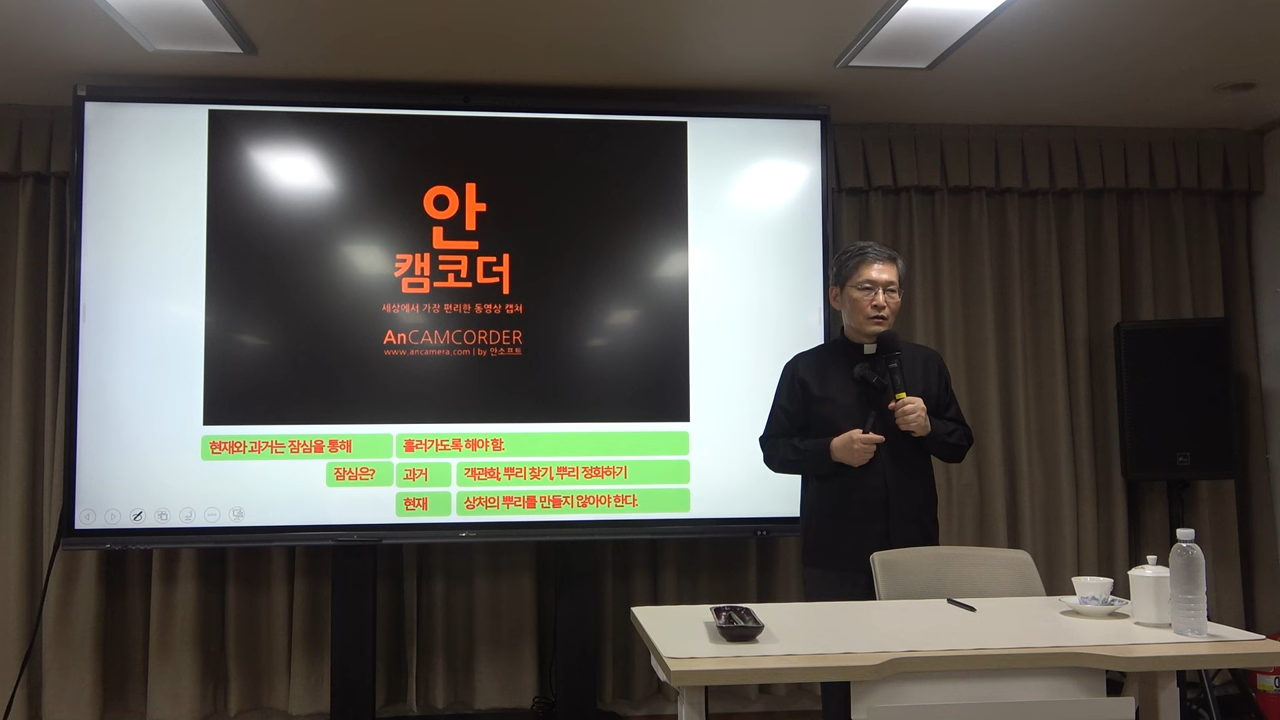 안
캠코더
세상에서 가장 편리한 동영상 캡처
AnCAMCORDER
www.ancamera.com | by 안소프트
현재와 과거는 잠심을 통해 흘러가도록 해야 함.
잠심은? 과거 객관화, 뿌리 찾기, 뿌리 정화하기
현재 상처의 뿌리를 만들지 않아야 한다.